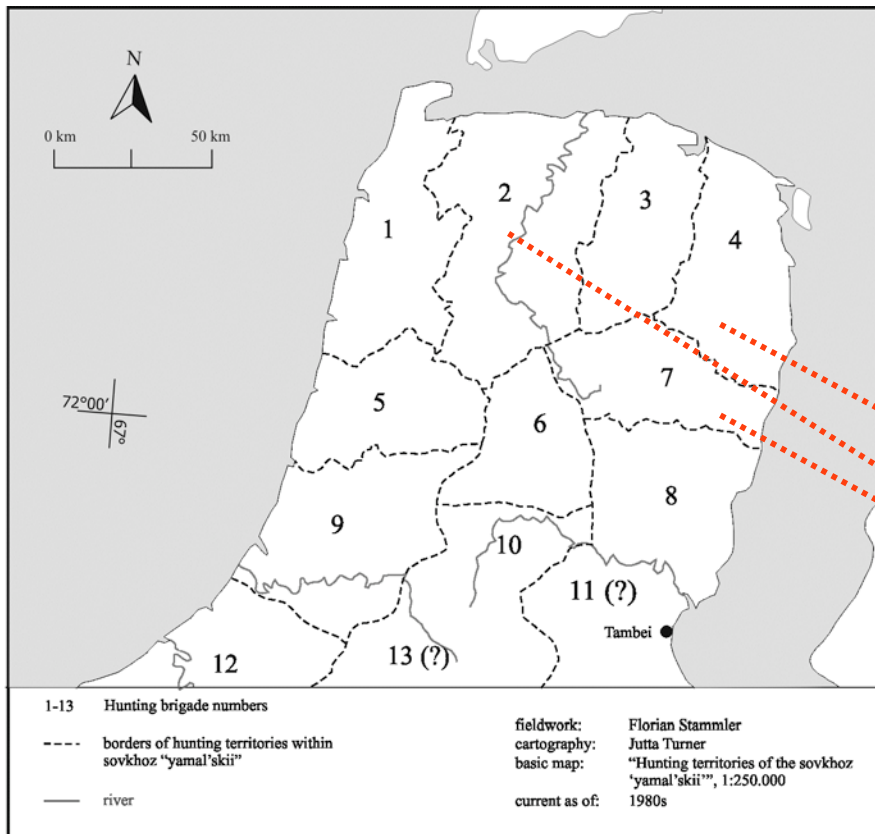 N
0 km 50 km
1
2
3
4
5
6
7
8
9
10
11 (?)
12
13 (?)
72°00'
67°
Tambei
1-13 Hunting brigade numbers
borders of hunting territories within
sovkhoz “yamal’skii”
river
fieldwork: Florian Stammler
cartography: Jutta Turner
basic map: “Hunting territories of the sovkhoz
‘yamal’skii’”, 1:250.000
current as of: 1980s